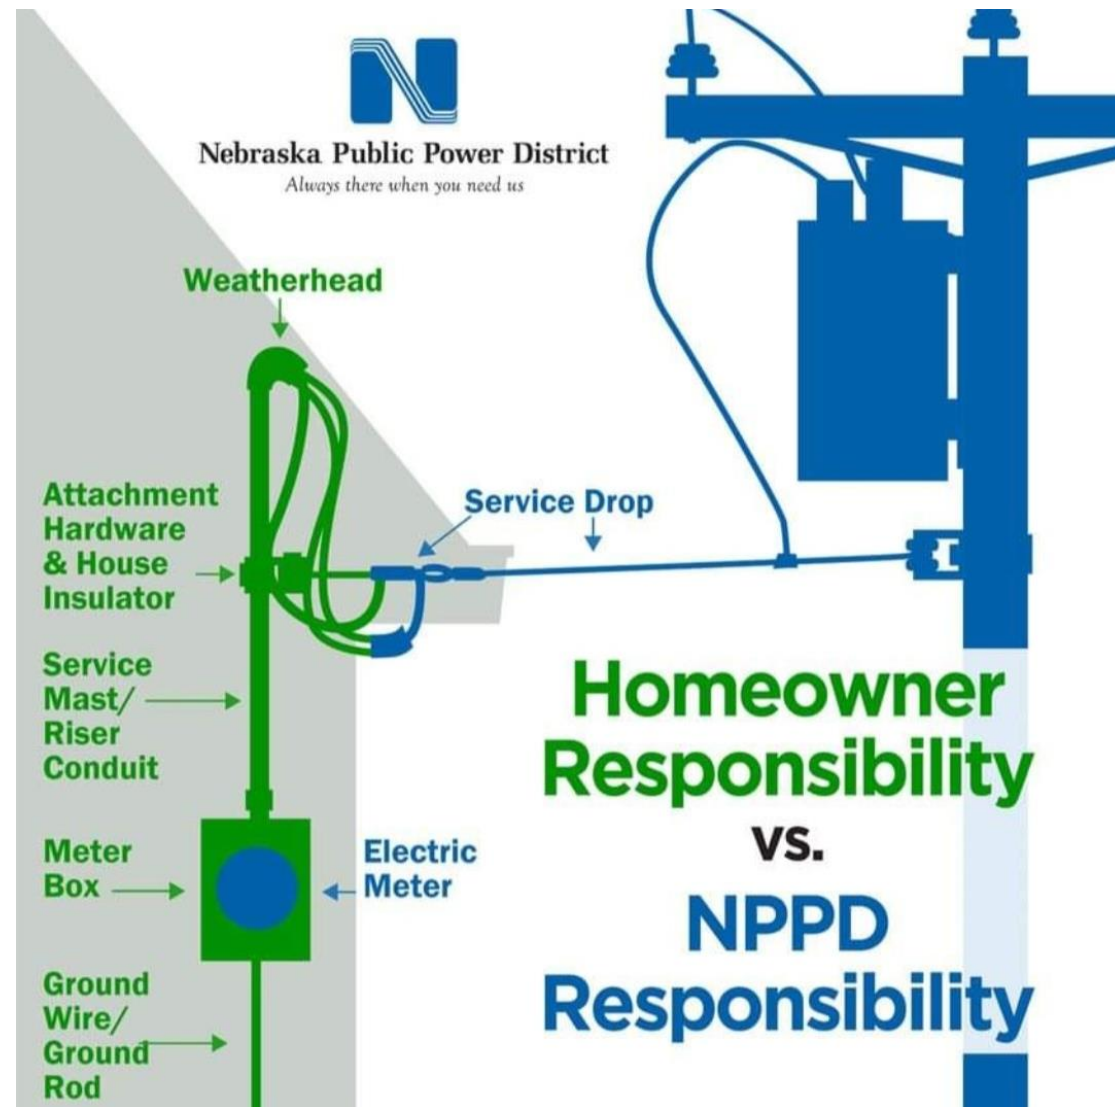 Nebraska Public Power District
Always there when you need us
Weatherhead
Attachment
Hardware
& House
Insulator
Service Drop
Service
Mast/
Riser
Conduit
Homeowner
Responsibility
vs.
NPPD
Responsibility
Meter
Box
Electric
Meter
Ground
Wire/
Ground
Rod